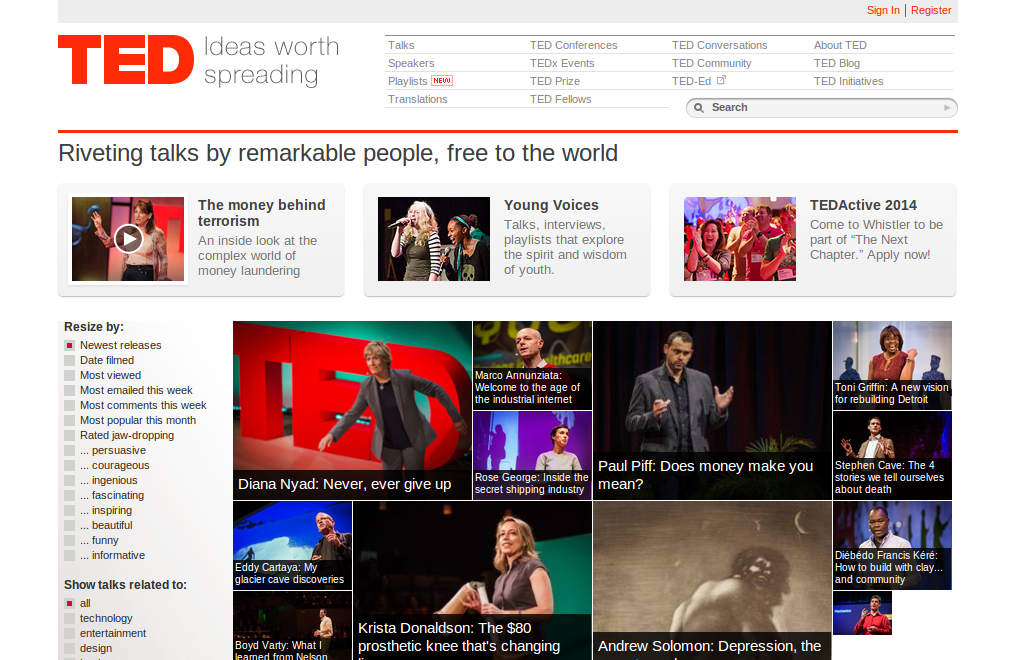 Sign In | Register
TED Ideas worth
spreading
Talks
Speakers
Playlists NEW
Translations
TED Conferences
TEDx Events
TED Prize
TED Fellows
TED Conversations
TED Community
TED-Ed
About TED
TED Blog
TED Initiatives
Search
Riveting talks by remarkable people, free to the world
The money behind
terrorism
An inside look at the
complex world of
money laundering
Young Voices
Talks, interviews,
playlists that explore
the spirit and wisdom
of youth.
TEDActive 2014
Come to Whistler to be
part of “The Next
Chapter.” Apply now!
Resize by:
Newest releases
Date filmed
Most viewed
Most emailed this week
Most comments this week
Most popular this month
Rated jaw-dropping
... persuasive
... courageous
... ingenious
... fascinating
... inspiring
... beautiful
... funny
... informative
Show talks related to:
all
technology
entertainment
design
TED
Diana Nyad: Never, ever give up
Marco Annunziata:
Welcome to the age of
the industrial internet
Rose George: Inside the
secret shipping industry
Paul Piff: Does money make you
mean?
Toni Griffin: A new vision
for rebuilding Detroit
Stephen Cave: The 4
stories we tell ourselves
about death
Eddy Cartaya: My
glacier cave discoveries
Boyd Varty: What I
learned from Nelson
Krista Donaldson: The $80
prosthetic knee that's changing
Andrew Solomon: Depression, the
Diébédo Francis Kéré:
How to build with clay...
and community